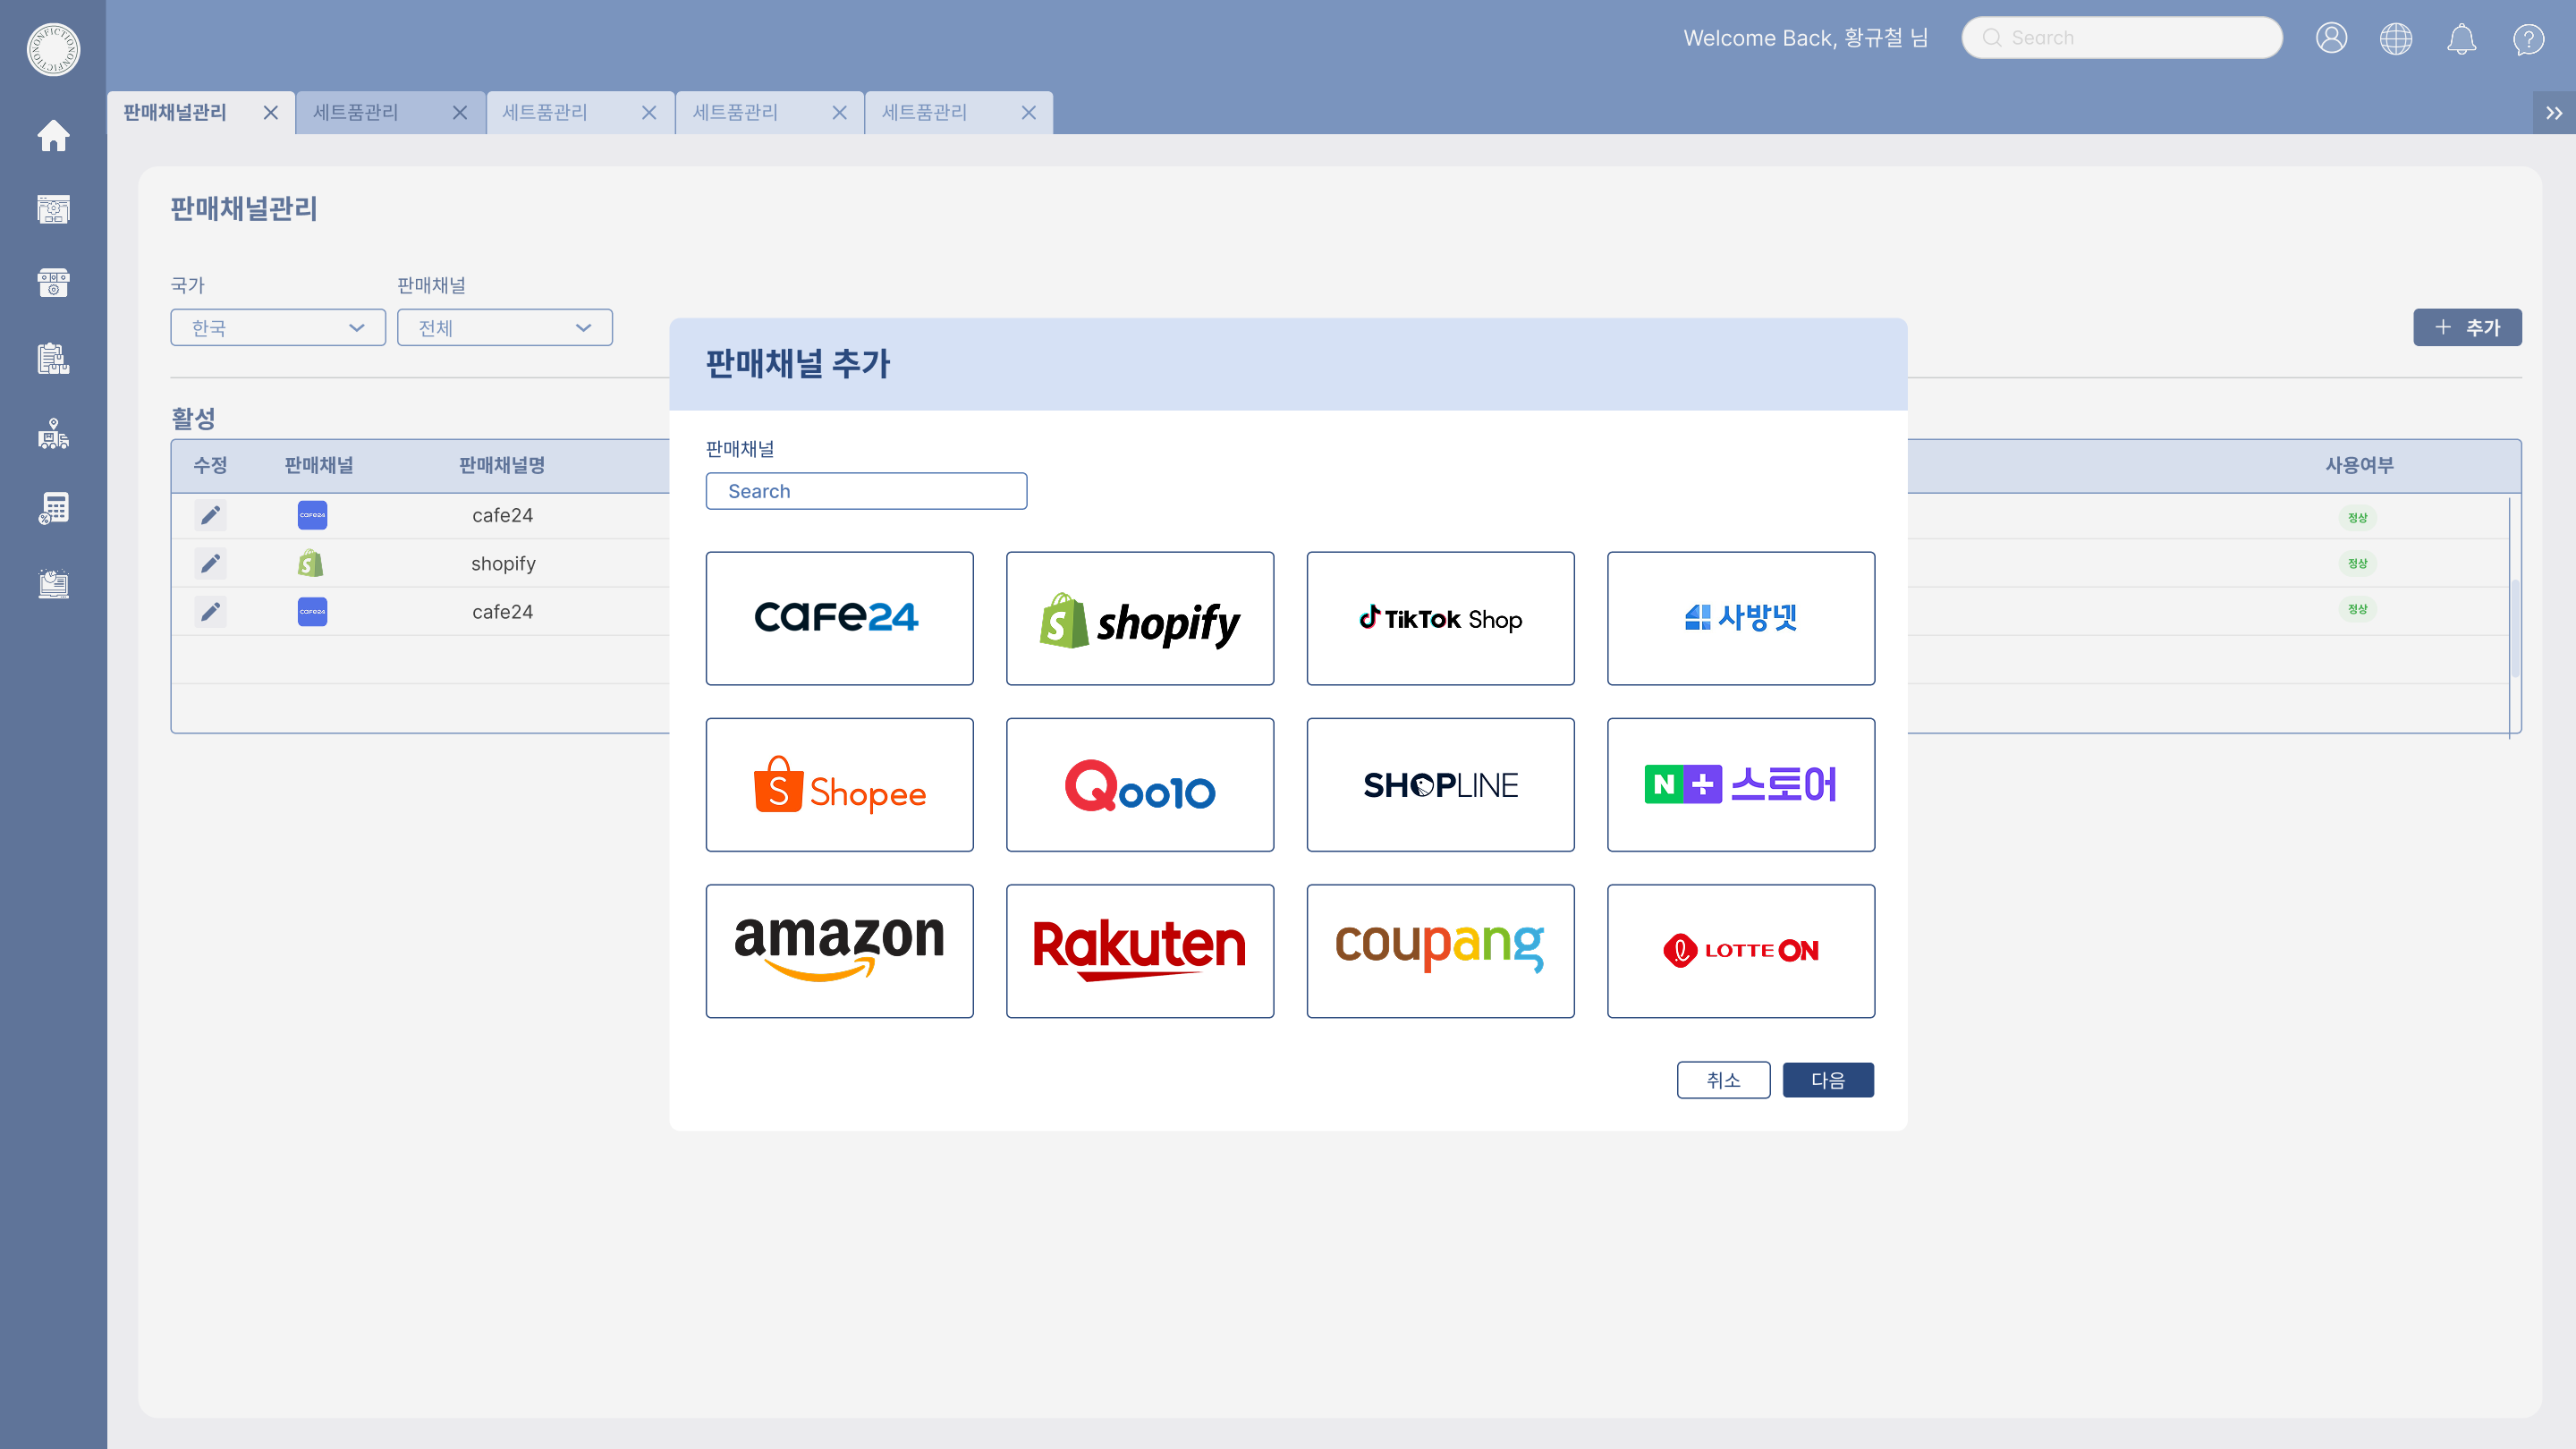 NONFICTIONNONFICTION
Welcome Back, 황규철 님
Search
판매채널관리
세트품관리
세트품관리
세트품관리
세트품관리
판매채널관리
국가
판매채널
한국
전체
추가
활성
수정
판매채널
판매채널명
사용여부
cafe24
cafe24
정상
shopify
정상
cafe24
cafe24
정상
판매채널 추가
판매채널
Search
cafe24
shopify
TikTok Shop
사방넷
Shopee
Qoo10
SHOPLINE
N+ 스토어
amazon
Rakuten
coupang
LOTTE ON
취소
다음